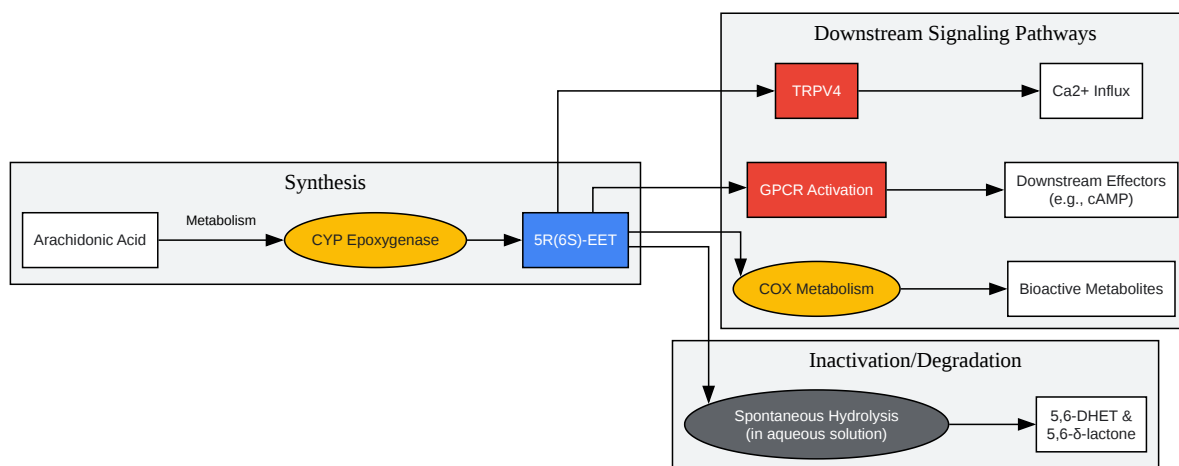 Downstream Signaling Pathways
TRPV4
Ca2+ Influx
GPCR Activation
Downstream Effectors
(e.g., cAMP)
COX Metabolism
Bioactive Metabolites
Synthesis
Arachidonic Acid
Metabolism
CYP Epoxygenase
5R(6S)-EET
Inactivation/Degradation
Spontaneous Hydrolysis
(in aqueous solution)
5,6-DHET &
5,6-δ-lactone